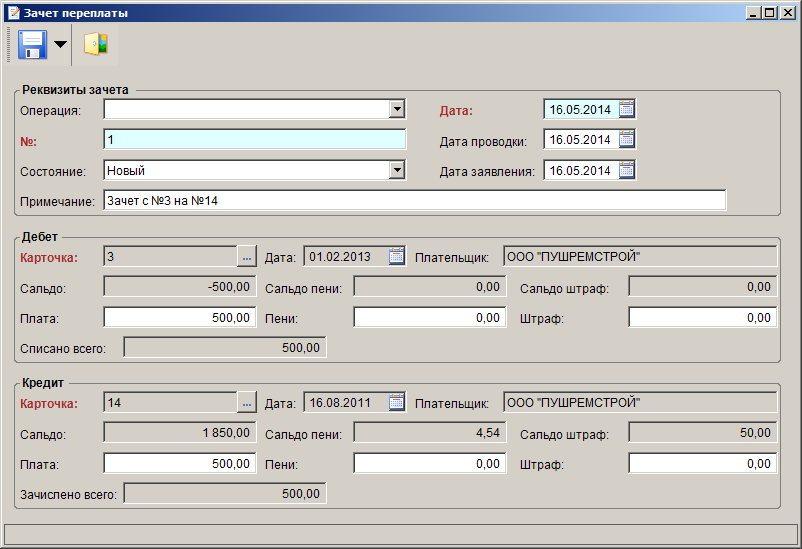 Зачет переплаты
Реквизиты зачета
Операция: Дата: 16.05.2014
№: 1 Дата проводки: 16.05.2014
Состояние: Новый Дата заявления: 16.05.2014
Примечание: Зачет с №3 на №14
Дебет
Карточка: 3 ... Дата: 01.02.2013 Плательщик: ООО "ПУШРЕМСТРОЙ"
Сальдо: -500,00 Сальдо пени: 0,00 Сальдо штраф: 0,00
Плата: 500,00 Пени: 0,00 Штраф: 0,00
Списано всего: 500,00
Кредит
Карточка: 14 ... Дата: 16.08.2011 Плательщик: ООО "ПУШРЕМСТРОЙ"
Сальдо: 1 850,00 Сальдо пени: 4,54 Сальдо штраф: 50,00
Плата: 500,00 Пени: 0,00 Штраф: 0,00
Зачислено всего: 500,00